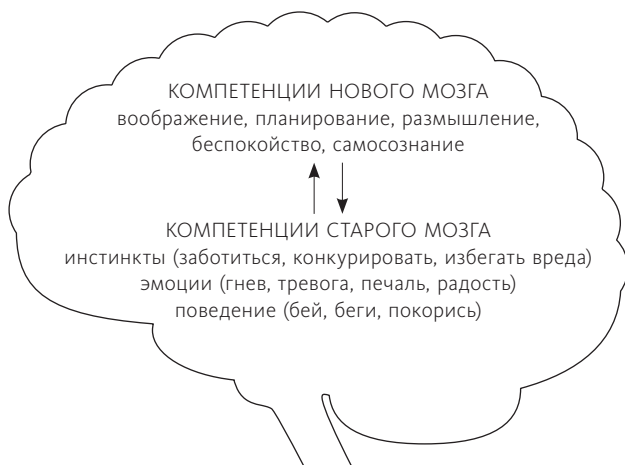 КОМПЕТЕНЦИИ НОВОГО МОЗГА
воображение, планирование, размышление,
беспокойство, самосознание
КОМПЕТЕНЦИИ СТАРОГО МОЗГА
инстинкты (заботиться, конкурировать, избегать вреда)
эмоции (гнев, тревога, печаль, радость)
поведение (бей, беги, покорись)